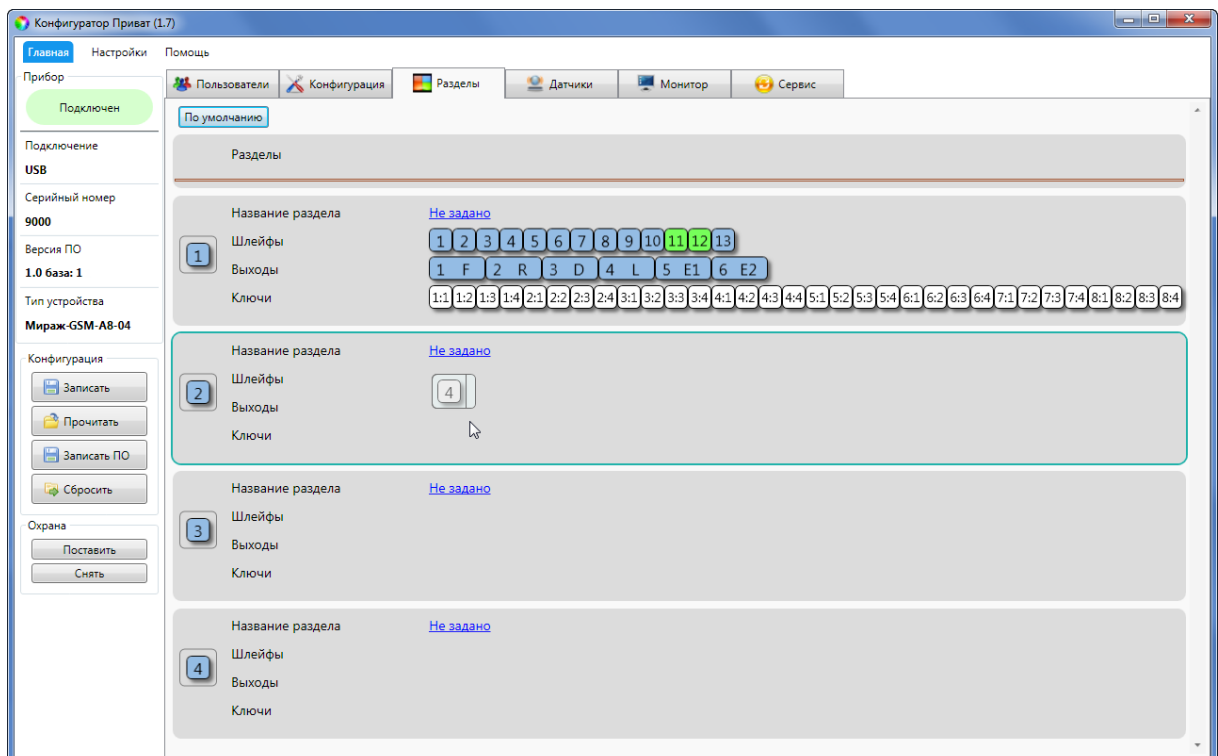 Конфигуратор Приват (1.7)
Главная Настройки Помощь
Прибор
Подключен
Подключение
USB
Серийный номер
9000
Версия ПО
1.0 база: 1
Тип устройства
Мираж-GSM-A8-04
Конфигурация
Записать
Прочитать
Записать ПО
Сбросить
Охрана
Поставить
Снять
Пользователи Конфигурация Разделы Датчики Монитор Сервис
По умолчанию
Разделы
1
Название раздела Не задано
Шлейфы 1 2 3 4 5 6 7 8 9 10 11 12 13
Выходы 1 F 2 R 3 D 4 L 5 E1 6 E2
Ключи 1:1 1:2 1:3 1:4 2:1 2:2 2:3 2:4 3:1 3:2 3:3 3:4 4:1 4:2 4:3 4:4 5:1 5:2 5:3 5:4 6:1 6:2 6:3 6:4 7:1 7:2 7:3 7:4 8:1 8:2 8:3 8:4
2
Название раздела Не задано
Шлейфы
4
Выходы
Ключи
3
Название раздела Не задано
Шлейфы
Выходы
Ключи
4
Название раздела Не задано
Шлейфы
Выходы
Ключи